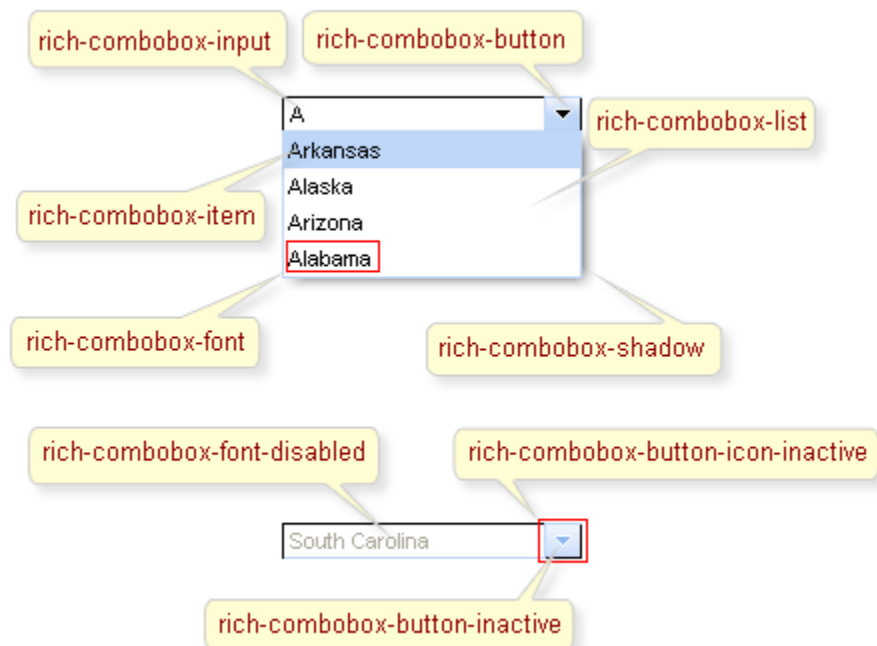 rich-combobox-input
rich-combobox-button
A
rich-combobox-list
Arkansas
Alaska
rich-combobox-item
Arizona
Alabama
rich-combobox-font
rich-combobox-shadow
rich-combobox-font-disabled
rich-combobox-button-icon-inactive
South Carolina
rich-combobox-button-inactive